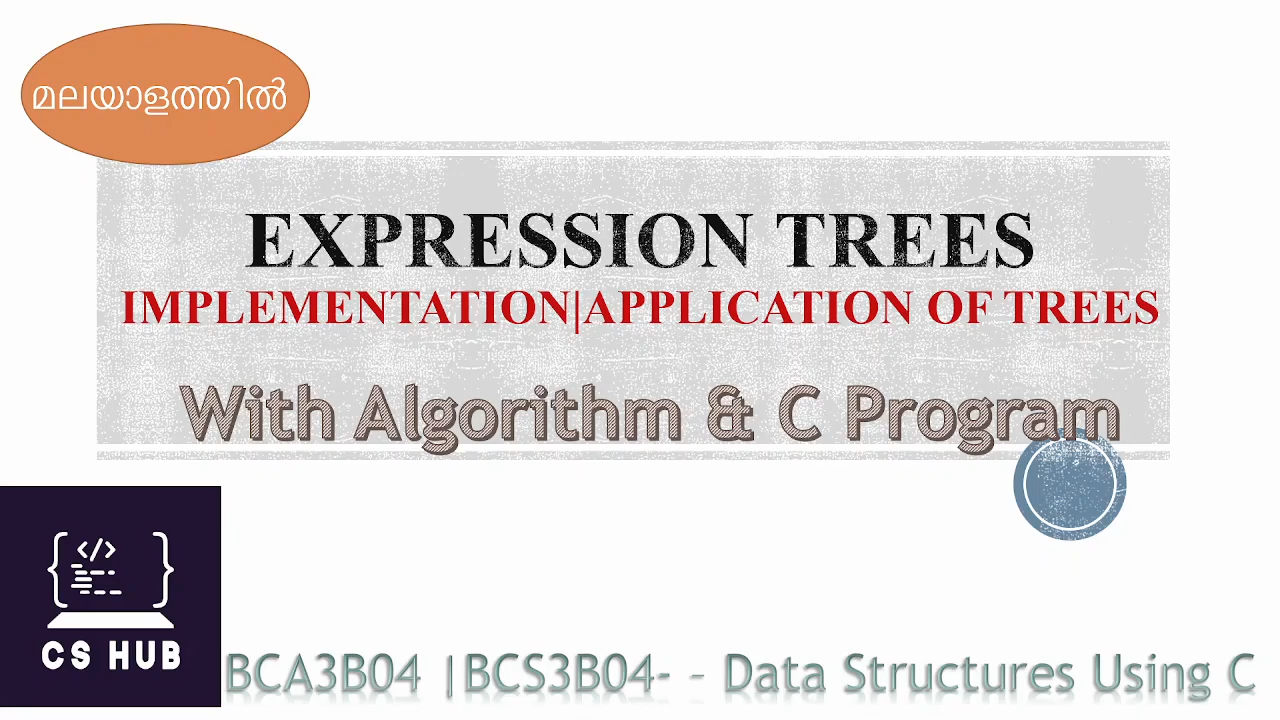 മലയാളത്തിൽ
EXPRESSION TREES
IMPLEMENTATION|APPLICATION OF TREES
With Algorithm & C Program
</>
CS HUB
BCA3B04 |BCS3B04- – Data Structures Using C